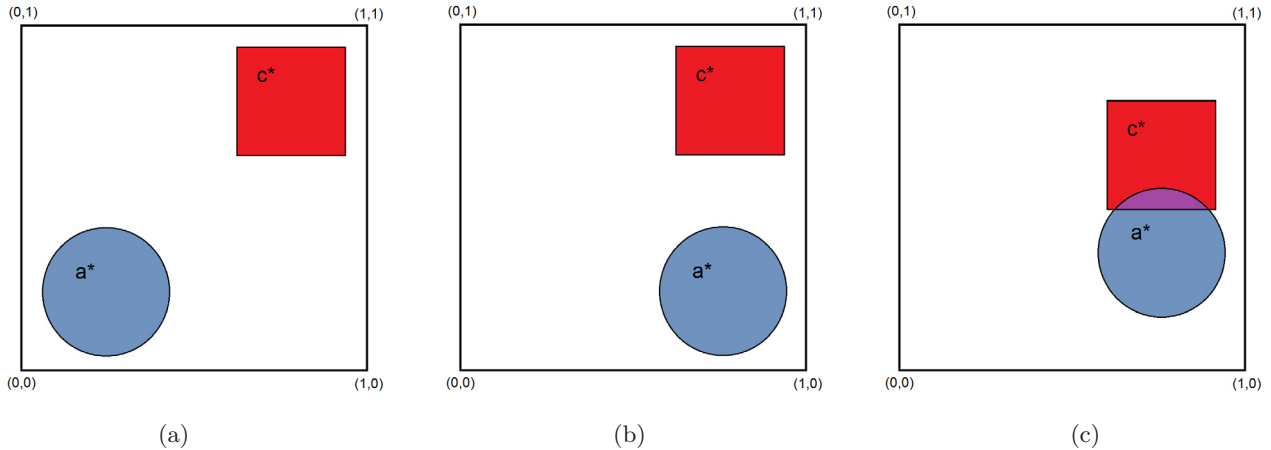 (0,1) (1,1)
c*
a*
(0,0) (1,0)
(a)
(0,1) (1,1)
c*
a*
(0,0) (1,0)
(b)
(0,1) (1,1)
c*
a*
(0,0) (1,0)
(c)